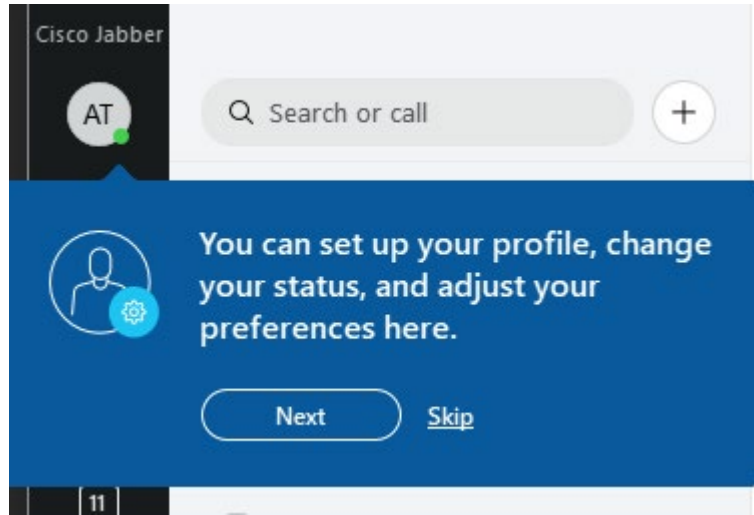 Cisco Jabber
AT
Search or call
You can set up your profile, change
your status, and adjust your
preferences here.
Next Skip
11